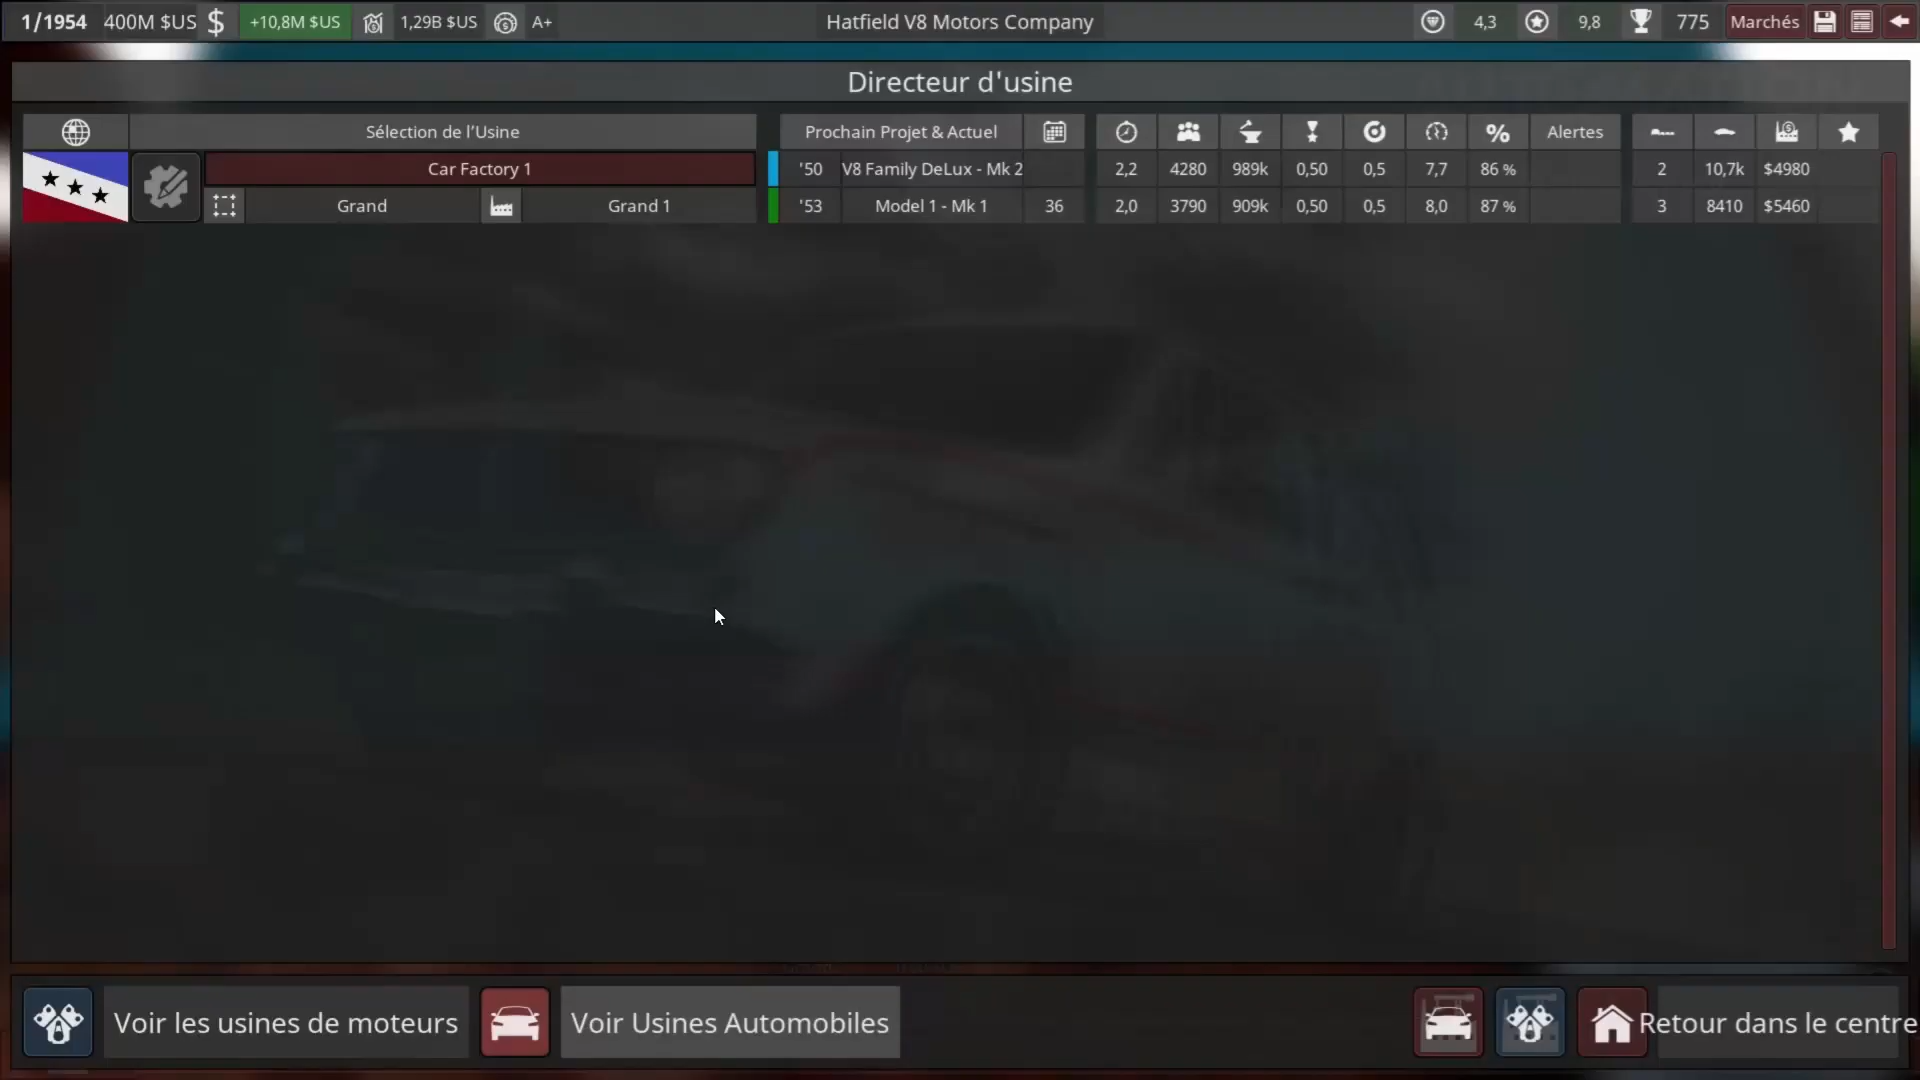 1/1954 400M $US +10,8M $US 1,29B $US A+ Hatfield V8 Motors Company 4,3 9,8 775 Marchés
Directeur d'usine
Sélection de l'Usine Prochain Projet & Actuel % Alertes
Car Factory 1 '50 V8 Family DeLux - Mk 2 2,2 4280 989k 0,50 0,5 7,7 86 % 2 10,7k $4980
Grand Grand 1 '53 Model 1 - Mk 1 36 2,0 3790 909k 0,50 0,5 8,0 87 % 3 8410 $5460
Voir les usines de moteurs Voir Usines Automobiles Retour dans le centre